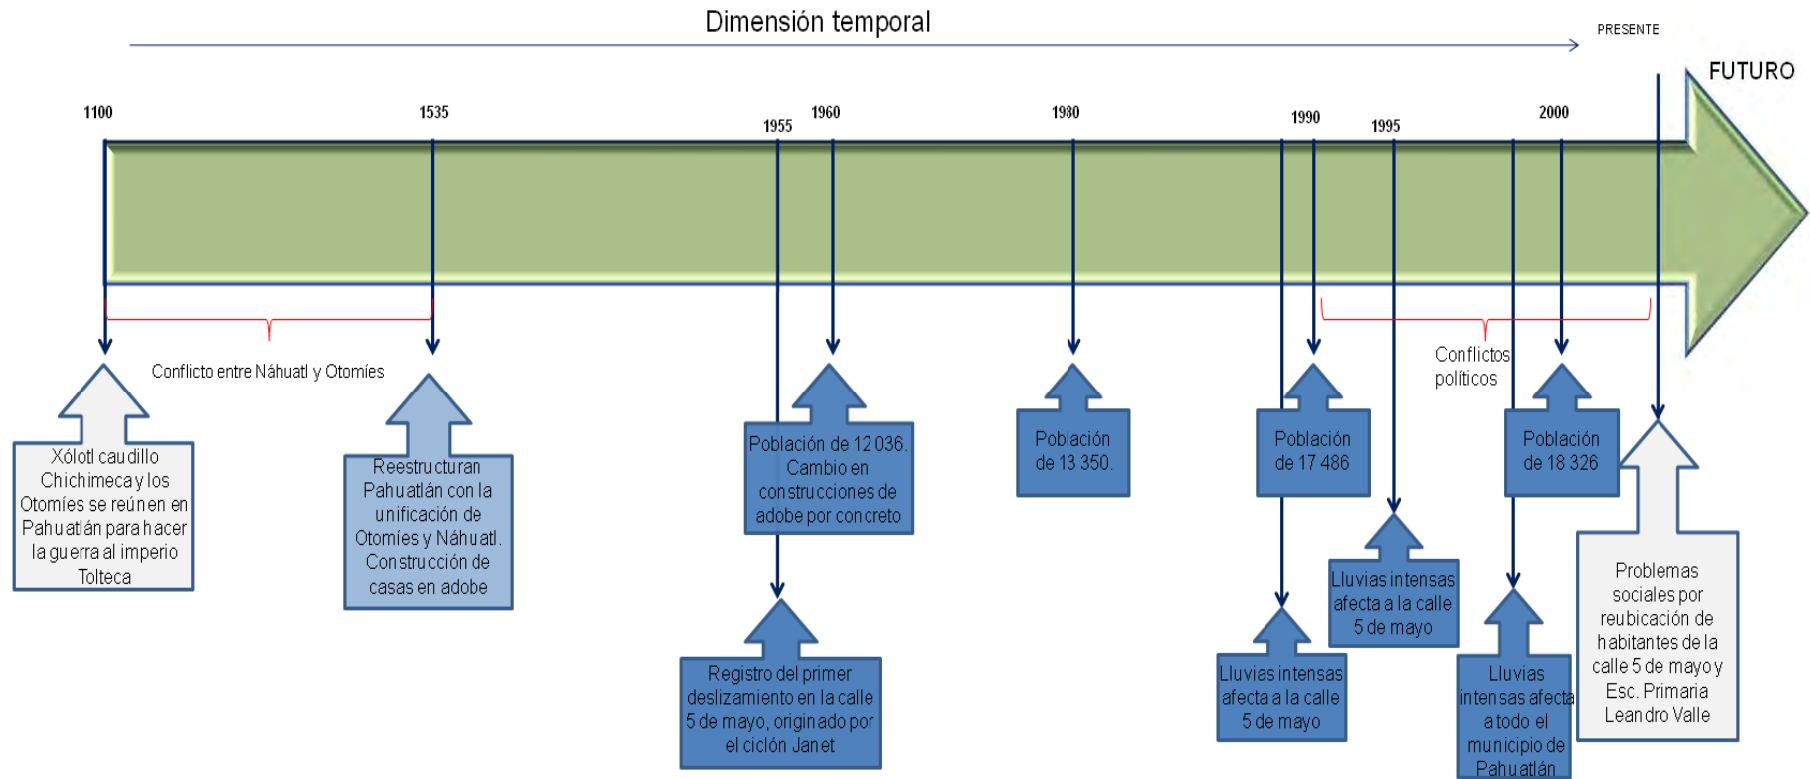 Dimensión temporal
PRESENTE
FUTURO
1100
1535
1955
1960
1980
1990
1995
2000
Conflicto entre Náhuatl y Otomíes
Conflictos
políticos
Xólotl caudillo
Chichimeca y los
Otomíes se reúnen en
Pahuatlán para hacer
la guerra al imperio
Tolteca
Reestructuran
Pahuatlán con la
unificación de
Otomíes y Náhuatl.
Construcción de
casas en adobe
Registro del primer
deslizamiento en la calle
5 de mayo, originado por
el ciclón Janet
Población de 12 036.
Cambio en
construcciones de
adobe por concreto
Población
de 13 350.
Lluvias intensas
afecta a la calle
5 de mayo
Población
de 17 486
Lluvias intensas
afecta a la calle
5 de mayo
Lluvias
intensas afecta
a todo el
municipio de
Pahuatlán
Población
de 18 326
Problemas
sociales por
reubicación de
habitantes de la
calle 5 de mayo y
Esc. Primaria
Leandro Valle